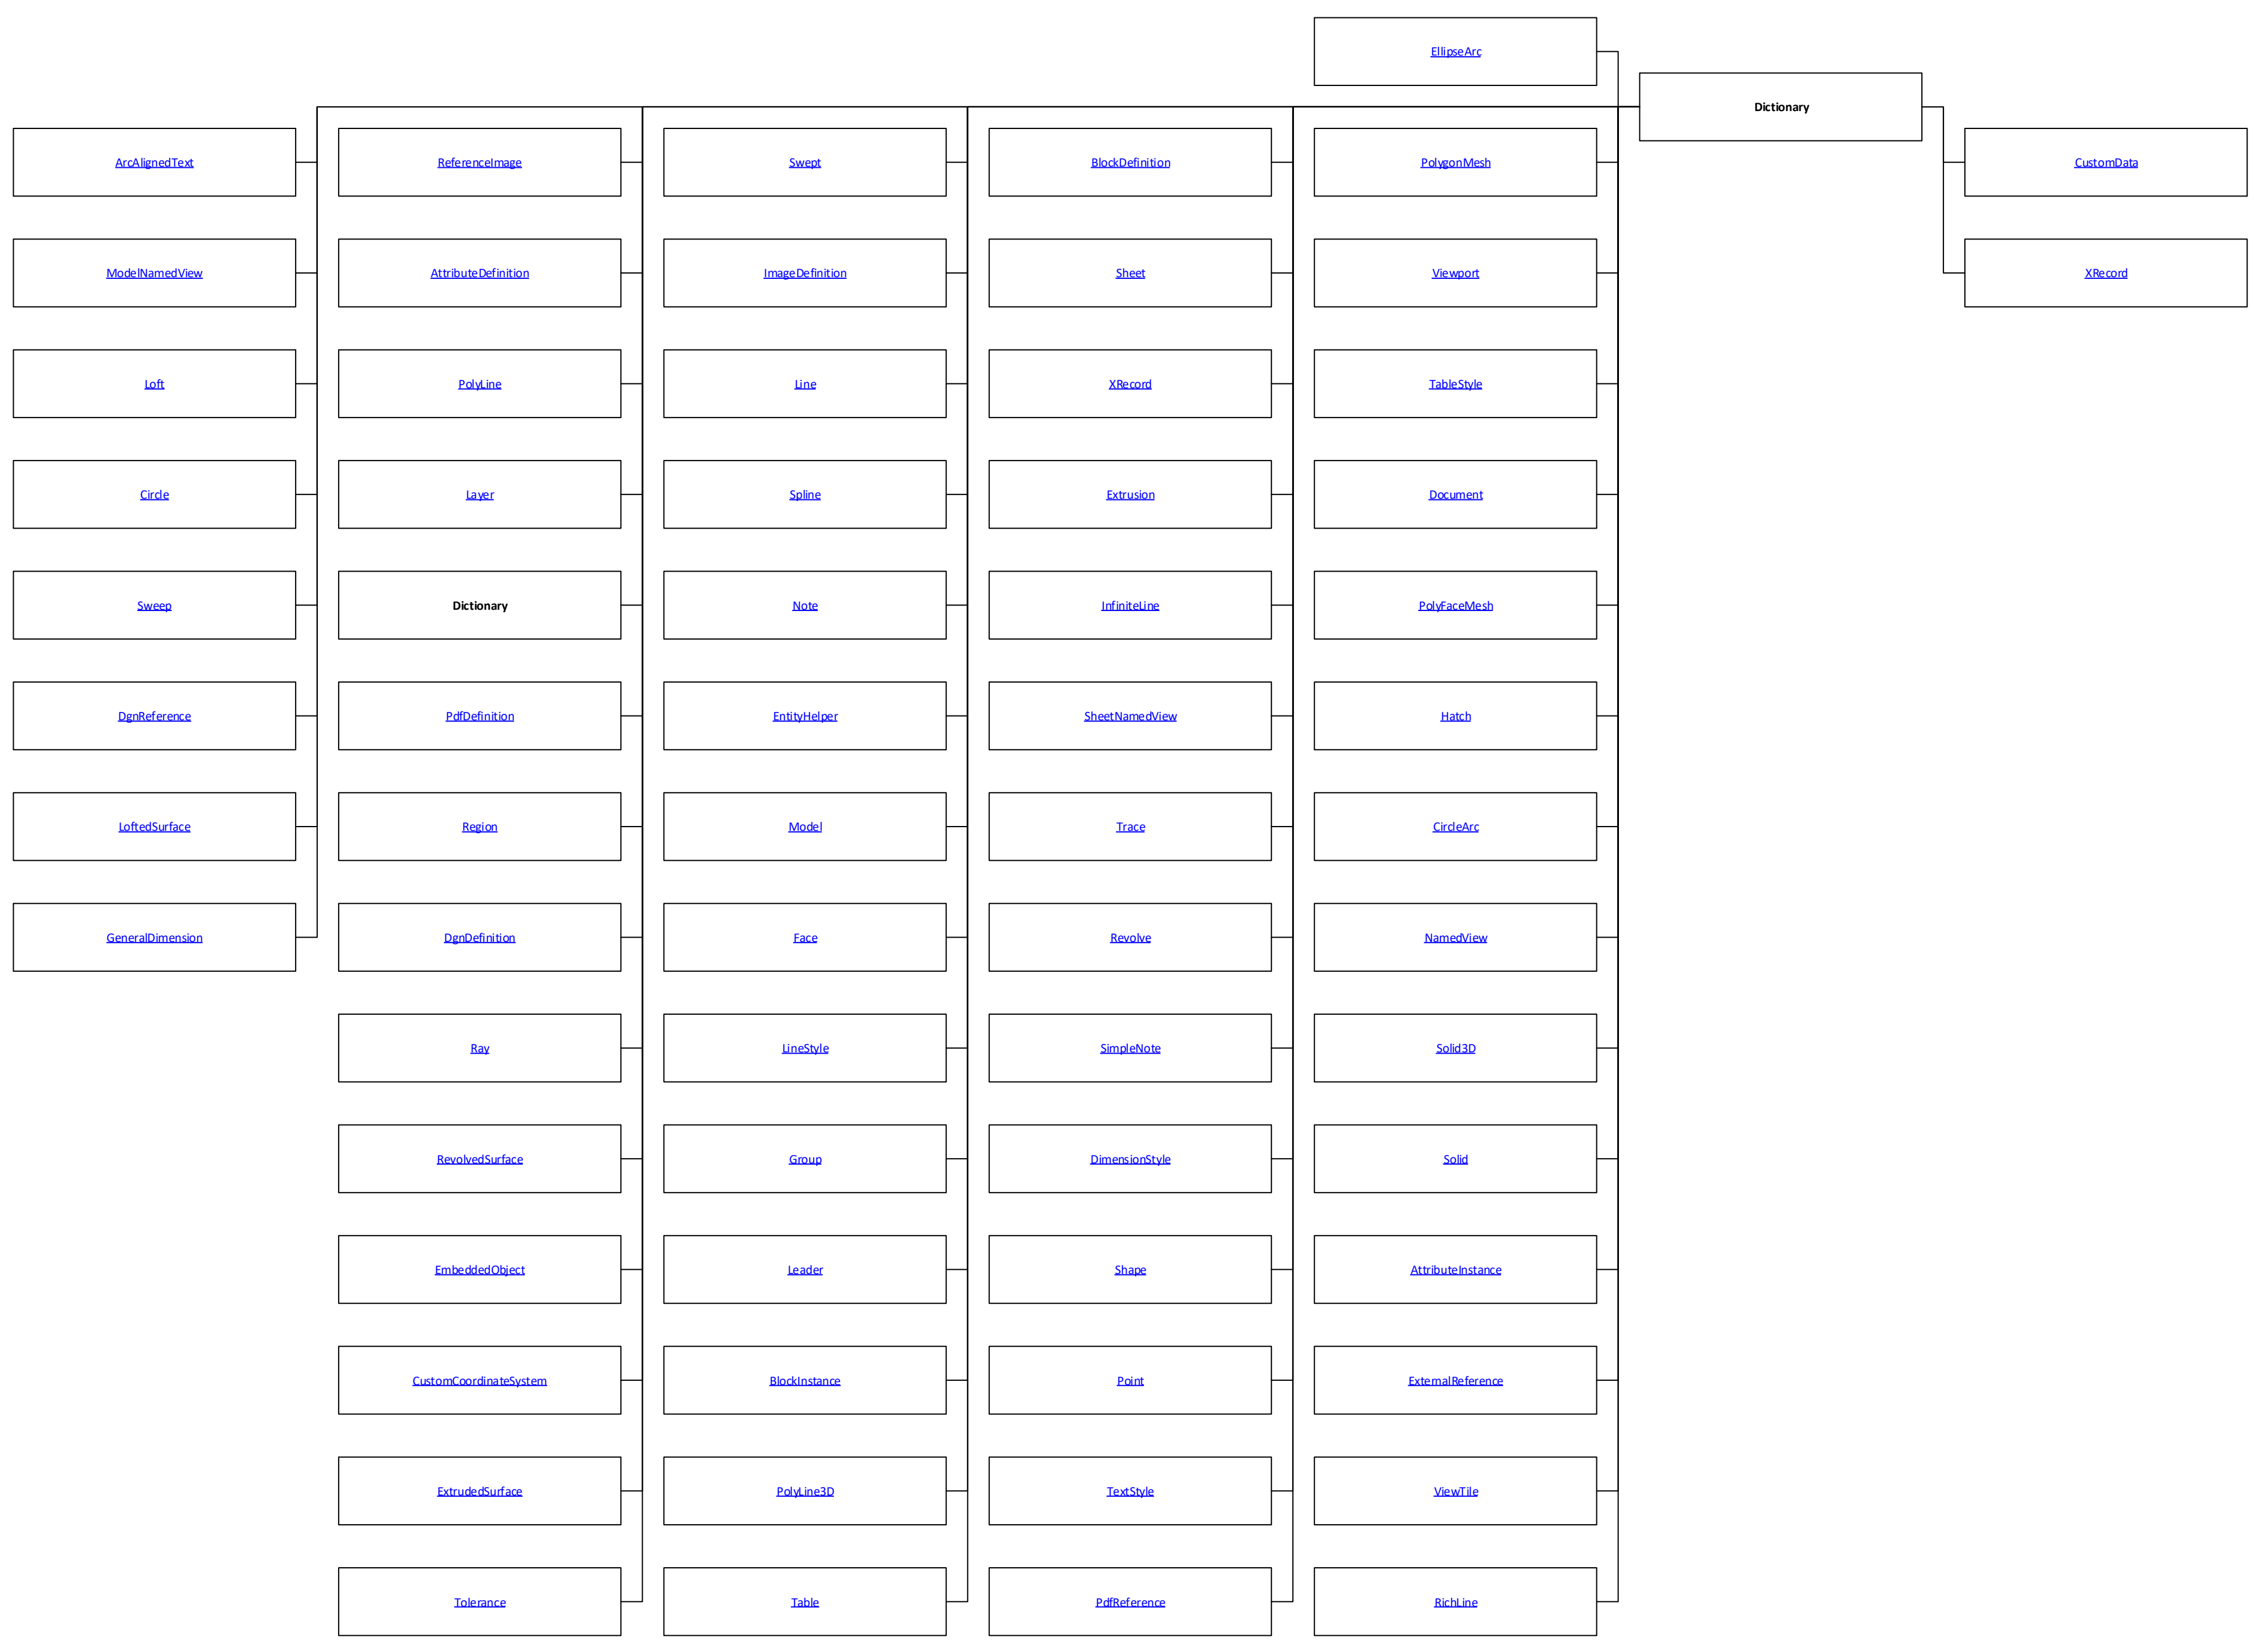 EllipseArc
Dictionary
ArcAlignedText
ReferenceImage
Swept
BlockDefinition
PolygonMesh
CustomData
ModelNamedView
AttributeDefinition
ImageDefinition
Sheet
Viewport
XRecord
Loft
PolyLine
Line
XRecord
TableStyle
Circle
Layer
Spline
Extrusion
Document
Sweep
Dictionary
Note
InfiniteLine
PolyFaceMesh
DgnReference
PdfDefinition
EntityHelper
SheetNamedView
Hatch
LoftedSurface
Region
Model
Trace
CircleArc
GeneralDimension
DgnDefinition
Face
Revolve
NamedView
Ray
LineStyle
SimpleNote
Solid3D
RevolvedSurface
Group
DimensionStyle
Solid
EmbeddedObject
Leader
Shape
AttributeInstance
CustomCoordinateSystem
BlockInstance
Point
ExternalReference
ExtrudedSurface
PolyLine3D
TextStyle
ViewTile
Tolerance
Table
PdfReference
RichLine